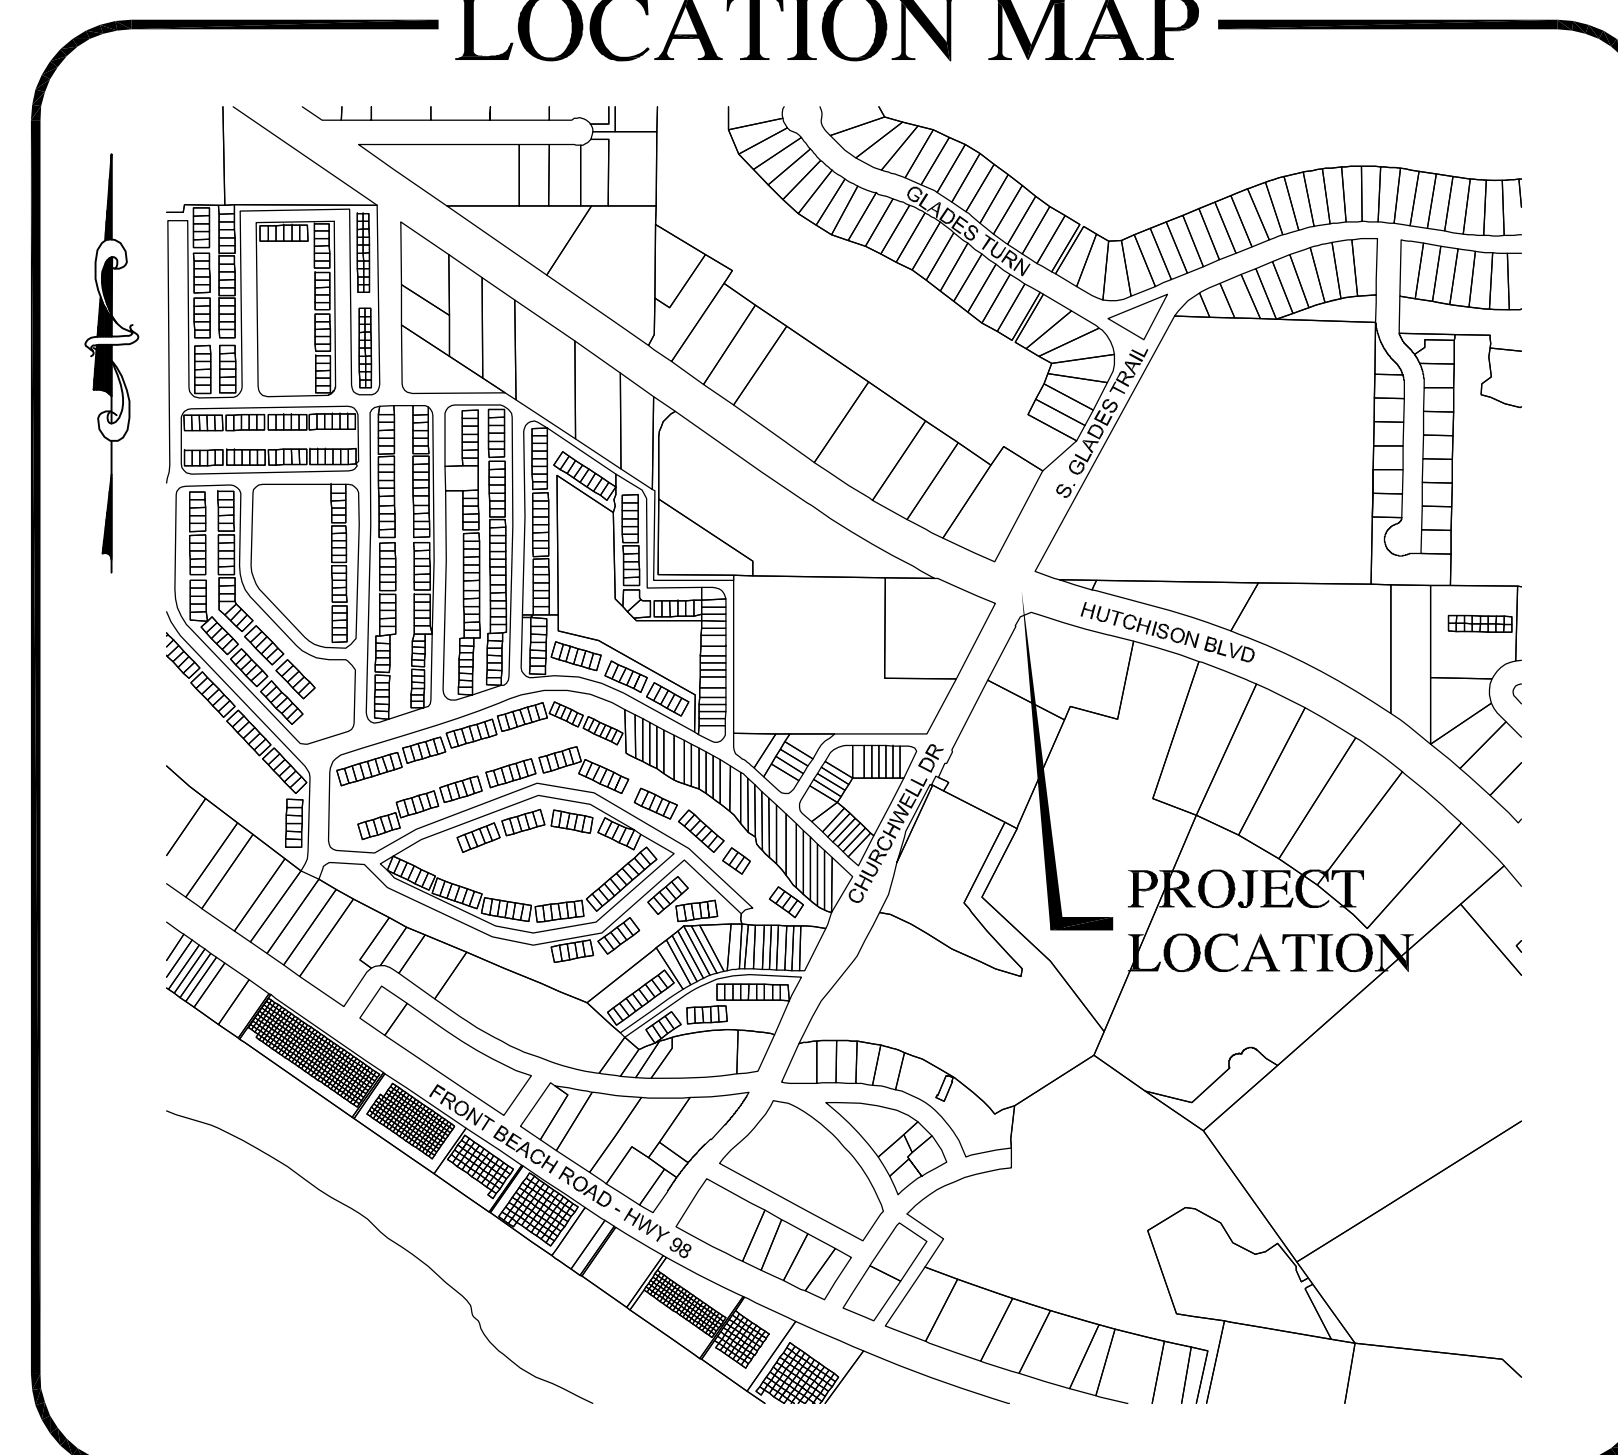 LOCATION MAP
GLADES TURN
S. GLADES TRAIL
HUTCHISON BLVD
CHURCHWELL DR
PROJECT
LOCATION
FRONT BEACH ROAD - HWY 98